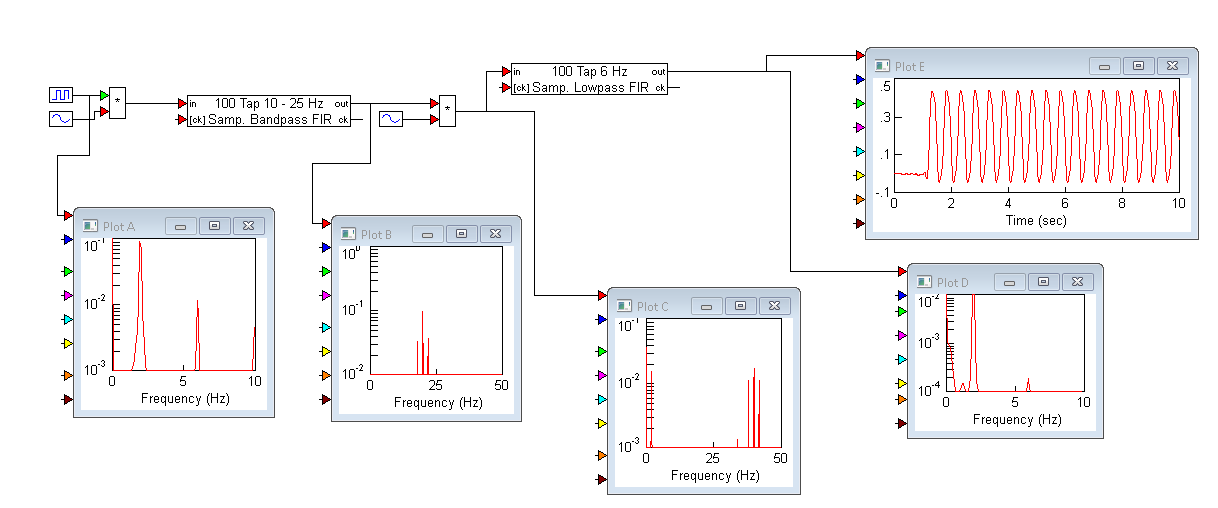 100 Tap 6 Hz
in out
[ck] Samp. Lowpass FIR ck
*
100 Tap 10 - 25 Hz
in out
[ck] Samp. Bandpass FIR ck
*
Plot E
.5
.3
.1
-.1
0 2 4 6 8 10
Time (sec)
Plot A
10-1
10-2
10-3
0 5 10
Frequency (Hz)
Plot B
100
10-1
10-2
0 25 50
Frequency (Hz)
Plot C
10-1
10-2
10-3
0 25 50
Frequency (Hz)
Plot D
10-2
10-3
10-4
0 5 10
Frequency (Hz)